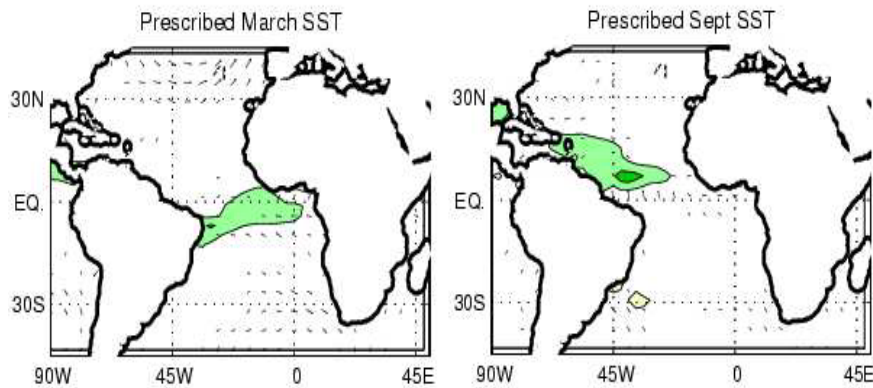 Prescribed March SST
Prescribed Sept SST
30N
EQ.
30S
90W 45W 0 45E
30N
EQ.
30S
90W 45W 0 45E